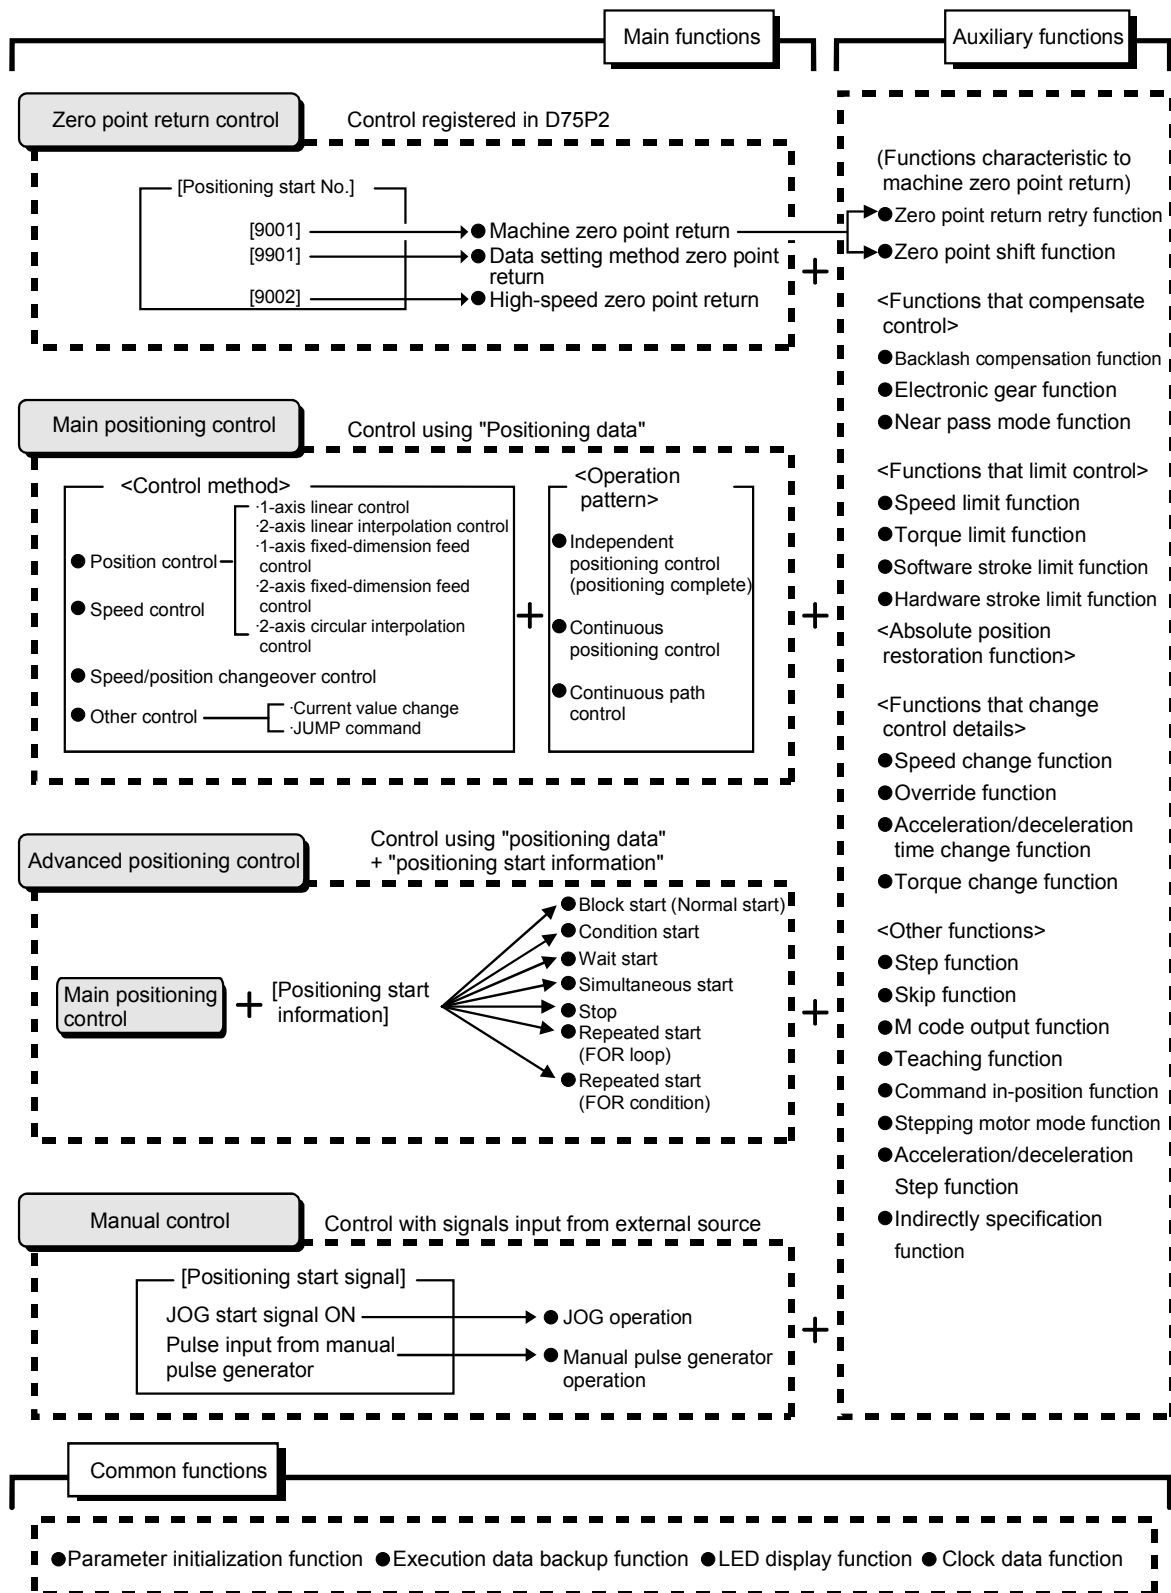 Main functions
Auxiliary functions
Zero point return control
Control registered in D75P2
[Positioning start No.]
[9001]
●Machine zero point return
[9901]
●Data setting method zero point
return
[9002]
●High-speed zero point return
+
(Functions characteristic to
machine zero point return)
●Zero point return retry function
●Zero point shift function
<Functions that compensate
control>
●Backlash compensation function
●Electronic gear function
●Near pass mode function
<Functions that limit control>
●Speed limit function
●Torque limit function
●Software stroke limit function
●Hardware stroke limit function
<Absolute position
restoration function>
<Functions that change
control details>
●Speed change function
●Override function
●Acceleration/deceleration
time change function
●Torque change function
<Other functions>
●Step function
●Skip function
●M code output function
●Teaching function
●Command in-position function
●Stepping motor mode function
●Acceleration/deceleration
Step function
●Indirectly specification
function
Main positioning control
Control using "Positioning data"
<Control method>
●Position control
·1-axis linear control
·2-axis linear interpolation control
·1-axis fixed-dimension feed
control
·2-axis fixed-dimension feed
control
·2-axis circular interpolation
control
●Speed control
●Speed/position changeover control
●Other control
·Current value change
·JUMP command
+
<Operation
pattern>
●Independent
positioning control
(positioning complete)
●Continuous
positioning control
●Continuous path
control
+
Advanced positioning control
Control using "positioning data"
+ "positioning start information"
Main positioning
control
+
[Positioning start
information]
●Block start (Normal start)
●Condition start
●Wait start
●Simultaneous start
●Stop
●Repeated start
(FOR loop)
●Repeated start
(FOR condition)
+
Manual control
Control with signals input from external source
[Positioning start signal]
JOG start signal ON
●JOG operation
Pulse input from manual
pulse generator
●Manual pulse generator
operation
+
Common functions
●Parameter initialization function ●Execution data backup function ●LED display function ●Clock data function